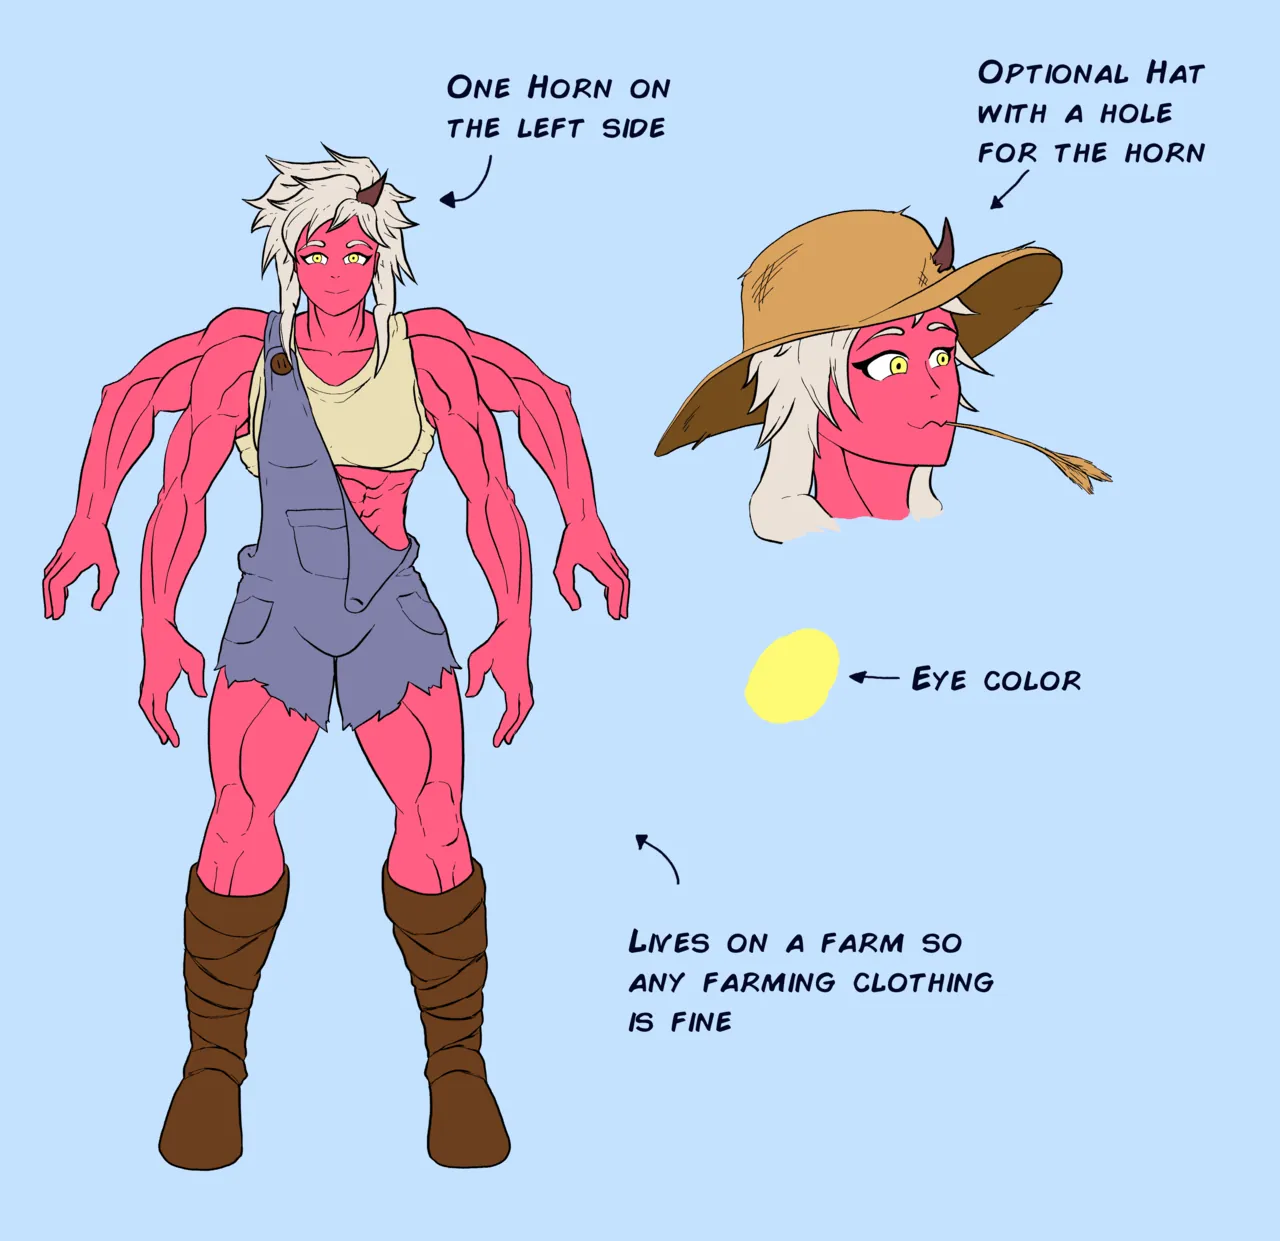 One Horn on
the left side
Optional Hat
with a hole
for the horn
Eye color
Lives on a farm so
any farming clothing
is fine